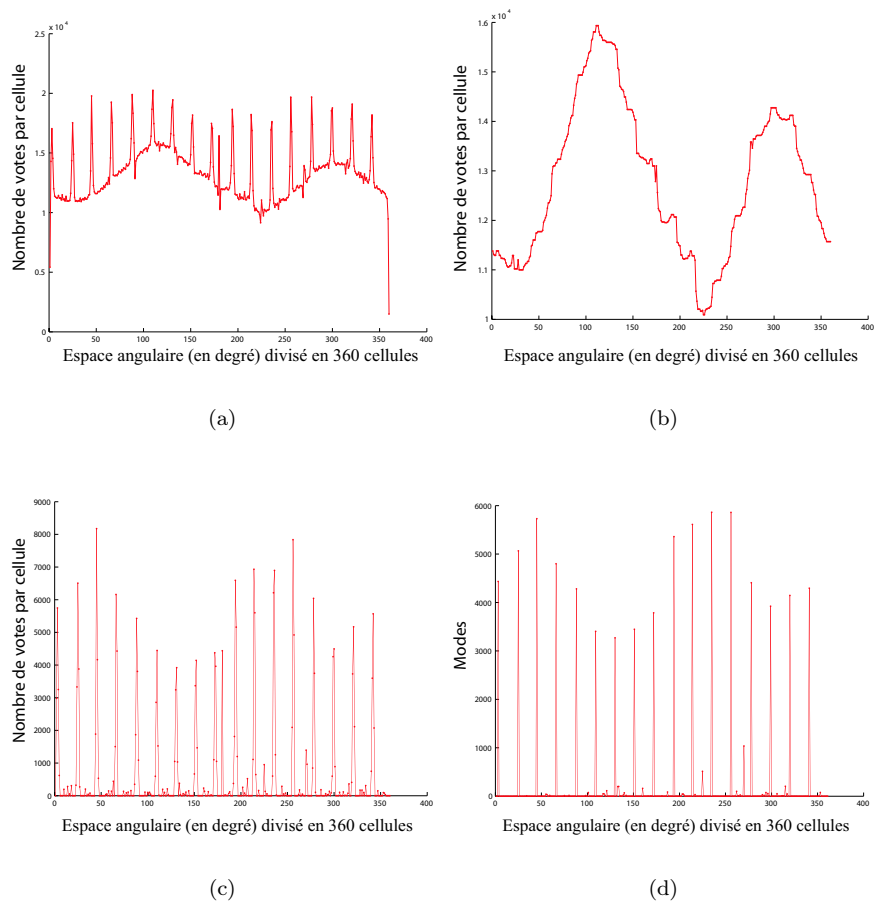 x 10⁴
2.5
2
1.5
1
0.5
0
0 50 100 150 200 250 300 350 400
Nombre de votes par cellule
Espace angulaire (en degré) divisé en 360 cellules
(a)
x 10⁴
1.6
1.5
1.4
1.3
1.2
1.1
1
0 50 100 150 200 250 300 350 400
Nombre de votes par cellule
Espace angulaire (en degré) divisé en 360 cellules
(b)
9000
8000
7000
6000
5000
4000
3000
2000
1000
0
0 50 100 150 200 250 300 350 400
Nombre de votes par cellule
Espace angulaire (en degré) divisé en 360 cellules
(c)
6000
5000
4000
3000
2000
1000
0
0 50 100 150 200 250 300 350 400
Modes
Espace angulaire (en degré) divisé en 360 cellules
(d)